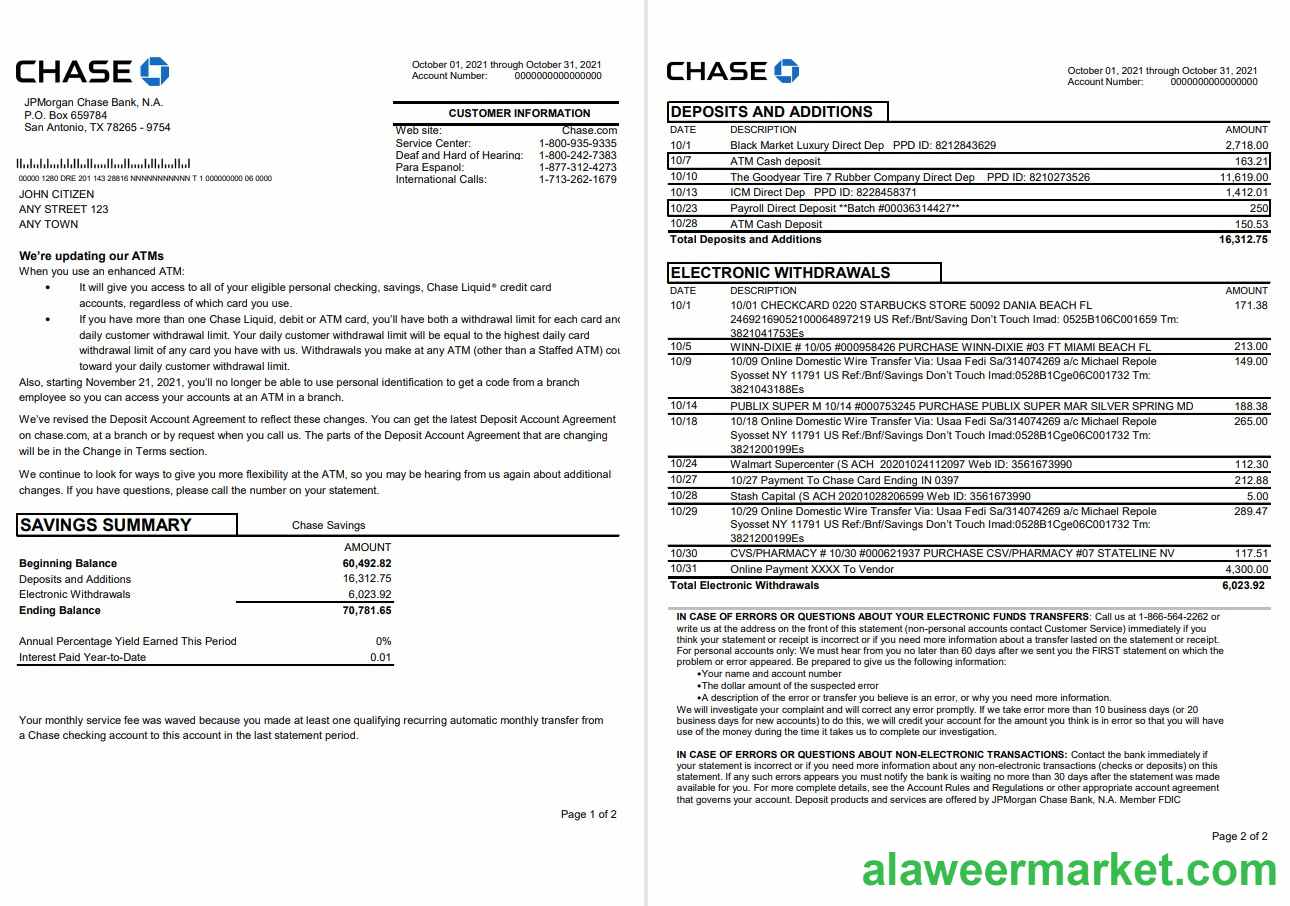 CHASE
October 01, 2021 through October 31, 2021
Account Number: 0000000000000000
JPMorgan Chase Bank, N.A.
P.O. Box 659784
San Antonio, TX 78265 - 9754
CUSTOMER INFORMATION
Web site: Chase.com
Service Center: 1-800-935-9335
Deaf and Hard of Hearing: 1-800-242-7383
Para Espanol: 1-877-312-4273
International Calls: 1-713-262-1679
00000 1280 DRE 201 143 28816 NNNNNNNNNNN T 1 000000000 06 0000
JOHN CITIZEN
ANY STREET 123
ANY TOWN
We're updating our ATMs
When you use an enhanced ATM:
• It will give you access to all of your eligible personal checking, savings, Chase Liquid® credit card
accounts, regardless of which card you use.
• If you have more than one Chase Liquid, debit or ATM card, you'll have both a withdrawal limit for each card and
daily customer withdrawal limit. Your daily customer withdrawal limit will be equal to the highest daily card
withdrawal limit of any card you have with us. Withdrawals you make at any ATM (other than a Staffed ATM) cou
toward your daily customer withdrawal limit.
Also, starting November 21, 2021, you'll no longer be able to use personal identification to get a code from a branch
employee so you can access your accounts at an ATM in a branch.
We've revised the Deposit Account Agreement to reflect these changes. You can get the latest Deposit Account Agreement
on chase.com, at a branch or by request when you call us. The parts of the Deposit Account Agreement that are changing
will be in the Change in Terms section.
We continue to look for ways to give you more flexibility at the ATM, so you may be hearing from us again about additional
changes. If you have questions, please call the number on your statement.
SAVINGS SUMMARY Chase Savings
AMOUNT
Beginning Balance 60,492.82
Deposits and Additions 16,312.75
Electronic Withdrawals 6,023.92
Ending Balance 70,781.65
Annual Percentage Yield Earned This Period 0%
Interest Paid Year-to-Date 0.01
Your monthly service fee was waved because you made at least one qualifying recurring automatic monthly transfer from
a Chase checking account to this account in the last statement period.
Page 1 of 2
CHASE
October 01, 2021 through October 31, 2021
Account Number: 0000000000000000
DEPOSITS AND ADDITIONS
DATE DESCRIPTION AMOUNT
10/1 Black Market Luxury Direct Dep PPD ID: 8212843629 2,718.00
10/7 ATM Cash deposit 163.21
10/10 The Goodyear Tire 7 Rubber Company Direct Dep PPD ID: 8210273526 11,619.00
10/13 ICM Direct Dep PPD ID: 8228458371 1,412.01
10/23 Payroll Direct Deposit **Batch #00036314427** 250
10/28 ATM Cash Deposit 150.53
Total Deposits and Additions 16,312.75
ELECTRONIC WITHDRAWALS
DATE DESCRIPTION AMOUNT
10/1 10/01 CHECKCARD 0220 STARBUCKS STORE 50092 DANIA BEACH FL 171.38
24692169052100064897219 US Ref:/Bnt/Saving Don't Touch Imad: 0525B106C001659 Tm:
3821041753Es
10/5 WINN-DIXIE # 10/05 #000958426 PURCHASE WINN-DIXIE #03 FT MIAMI BEACH FL 213.00
10/9 10/09 Online Domestic Wire Transfer Via: Usaa Fedi Sa/314074269 a/c Michael Repole 149.00
Syosset NY 11791 US Ref:/Bnf/Savings Don't Touch Imad:0528B1Cge06C001732 Tm:
3821043188Es
10/14 PUBLIX SUPER M 10/14 #000753245 PURCHASE PUBLIX SUPER MAR SILVER SPRING MD 188.38
10/18 10/18 Online Domestic Wire Transfer Via: Usaa Fedi Sa/314074269 a/c Michael Repole 265.00
Syosset NY 11791 US Ref:/Bnf/Savings Don't Touch Imad:0528B1Cge06C001732 Tm:
3821200199Es
10/24 Walmart Supercenter (S ACH 20201024112097 Web ID: 3561673990 112.30
10/27 10/27 Payment To Chase Card Ending IN 0397 212.88
10/28 Stash Capital (S ACH 20201028206599 Web ID: 3561673990 5.00
10/29 10/29 Online Domestic Wire Transfer Via: Usaa Fedi Sa/314074269 a/c Michael Repole 289.47
Syosset NY 11791 US Ref:/Bnf/Savings Don't Touch Imad:0528B1Cge06C001732 Tm:
3821200199Es
10/30 CVS/PHARMACY # 10/30 #000621937 PURCHASE CSV/PHARMACY #07 STATELINE NV 117.51
10/31 Online Payment XXXX To Vendor 4,300.00
Total Electronic Withdrawals 6,023.92
IN CASE OF ERRORS OR QUESTIONS ABOUT YOUR ELECTRONIC FUNDS TRANSFERS: Call us at 1-866-564-2262 or
write us at the address on the front of this statement (non-personal accounts contact Customer Service) immediately if you
think your statement or receipt is incorrect or if you need more information about a transfer lasted on the statement or receipt.
For personal accounts only: We must hear from you no later than 60 days after we sent you the FIRST statement on which the
problem or error appeared. Be prepared to give us the following information:
•Your name and account number
•The dollar amount of the suspected error
•A description of the error or transfer you believe is an error, or why you need more information.
We will investigate your complaint and will correct any error promptly. If we take error more than 10 business days (or 20
business days for new accounts) to do this, we will credit your account for the amount you think is in error so that you will have
use of the money during the time it takes us to complete our investigation.
IN CASE OF ERRORS OR QUESTIONS ABOUT NON-ELECTRONIC TRANSACTIONS: Contact the bank immediately if
your statement is incorrect or if you need more information about any non-electronic transactions (checks or deposits) on this
statement. If any such errors appears you must notify the bank is waiting no more than 30 days after the statement was made
available for you. For more complete details, see the Account Rules and Regulations or other appropriate account agreement
that governs your account. Deposit products and services are offered by JPMorgan Chase Bank, N.A. Member FDIC
Page 2 of 2
alaweermarket.com